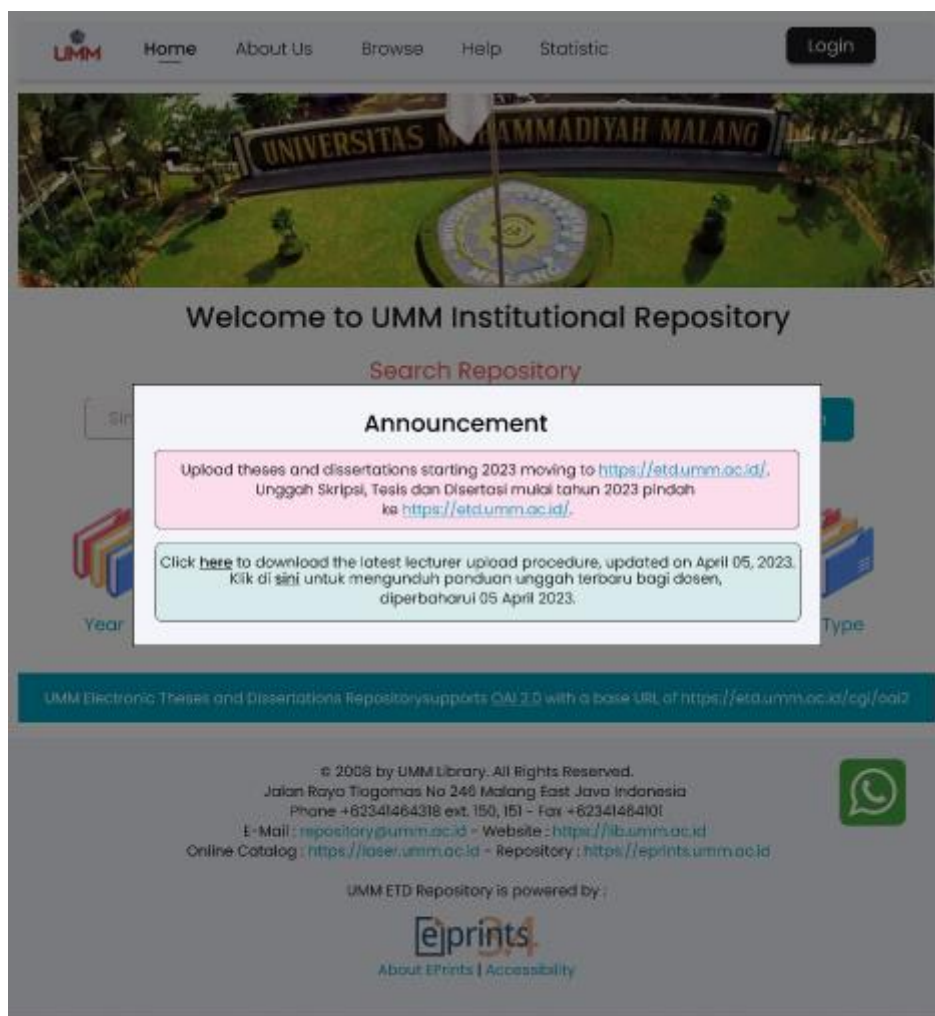 UMM
Home About Us Browse Help Statistic Login
UNIVERSITAS MUHAMMADIYAH MALANG
Welcome to UMM Institutional Repository
Search Repository
Announcement
Upload theses and dissertations starting 2023 moving to https://etd.umm.ac.id/.
Unggah Skripsi, Tesis dan Disertasi mulai tahun 2023 pindah
ke https://etd.umm.ac.id/.
Click here to download the latest lecturer upload procedure, updated on April 05, 2023.
Klik di sini untuk mengunduh panduan unggah terbaru bagi dosen,
diperbaharui 05 April 2023.
Year Type
UMM Electronic Theses and Dissertations Repositorysupports OAI 2.0 with a base URL of https://etd.umm.ac.id/cgi/oai2
© 2008 by UMM Library. All Rights Reserved.
Jalan Raya Tlogomas No 246 Malang East Java Indonesia
Phone +62341464318 ext. 150, 151 - Fax +62341464101
E-Mail : repository@umm.ac.id - Website : https://lib.umm.ac.id
Online Catalog : https://laser.umm.ac.id - Repository : https://eprints.umm.ac.id
UMM ETD Repository is powered by :
eprints 3.4
About EPrints | Accessibility